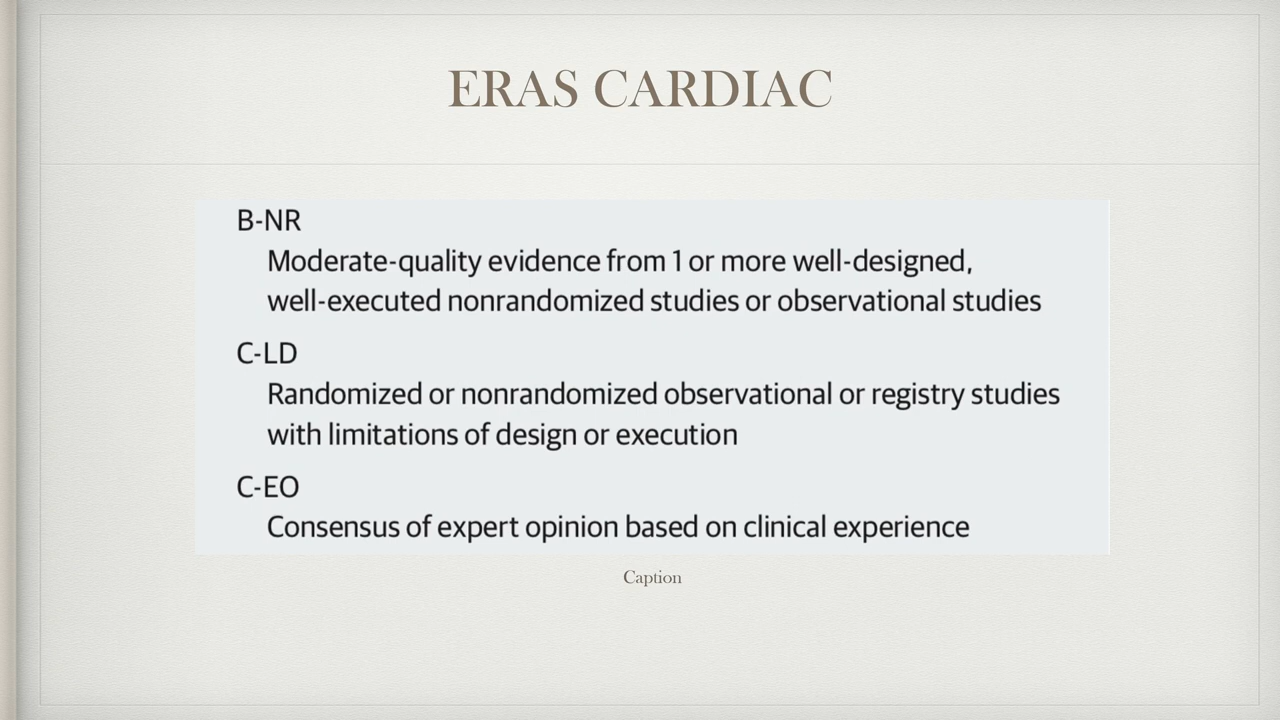 ERAS CARDIAC
B-NR
Moderate-quality evidence from 1 or more well-designed,
well-executed nonrandomized studies or observational studies
C-LD
Randomized or nonrandomized observational or registry studies
with limitations of design or execution
C-EO
Consensus of expert opinion based on clinical experience
Caption